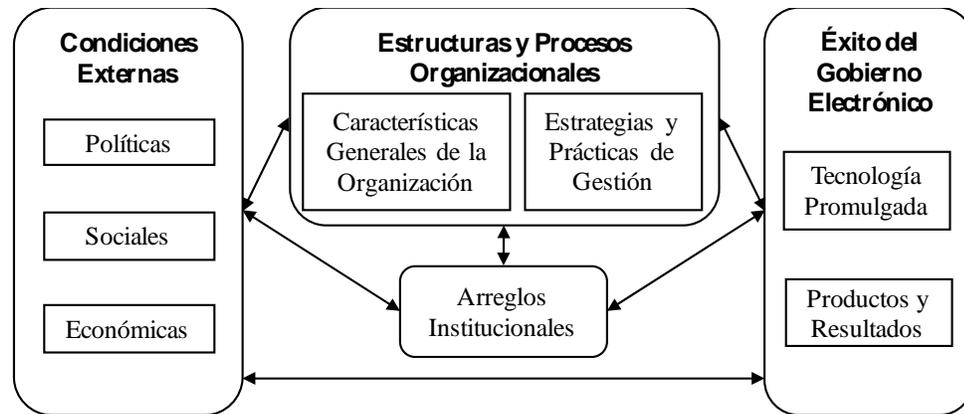 Condiciones
Externas
Políticas
Sociales
Económicas
Estructuras y Procesos
Organizacionales
Características
Generales de la
Organización
Estrategias y
Prácticas de
Gestión
Arreglos
Institucionales
Éxito del
Gobierno
Electrónico
Tecnología
Promulgada
Productos y
Resultados